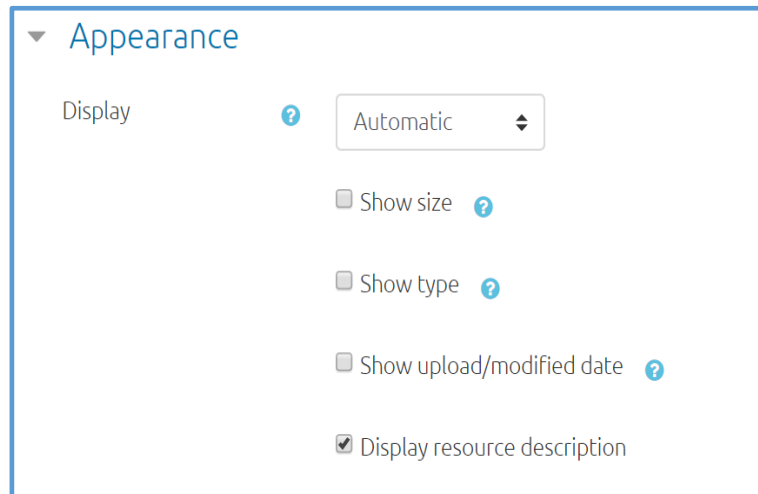 Appearance
Display ? Automatic
Show size ?
Show type ?
Show upload/modified date ?
Display resource description